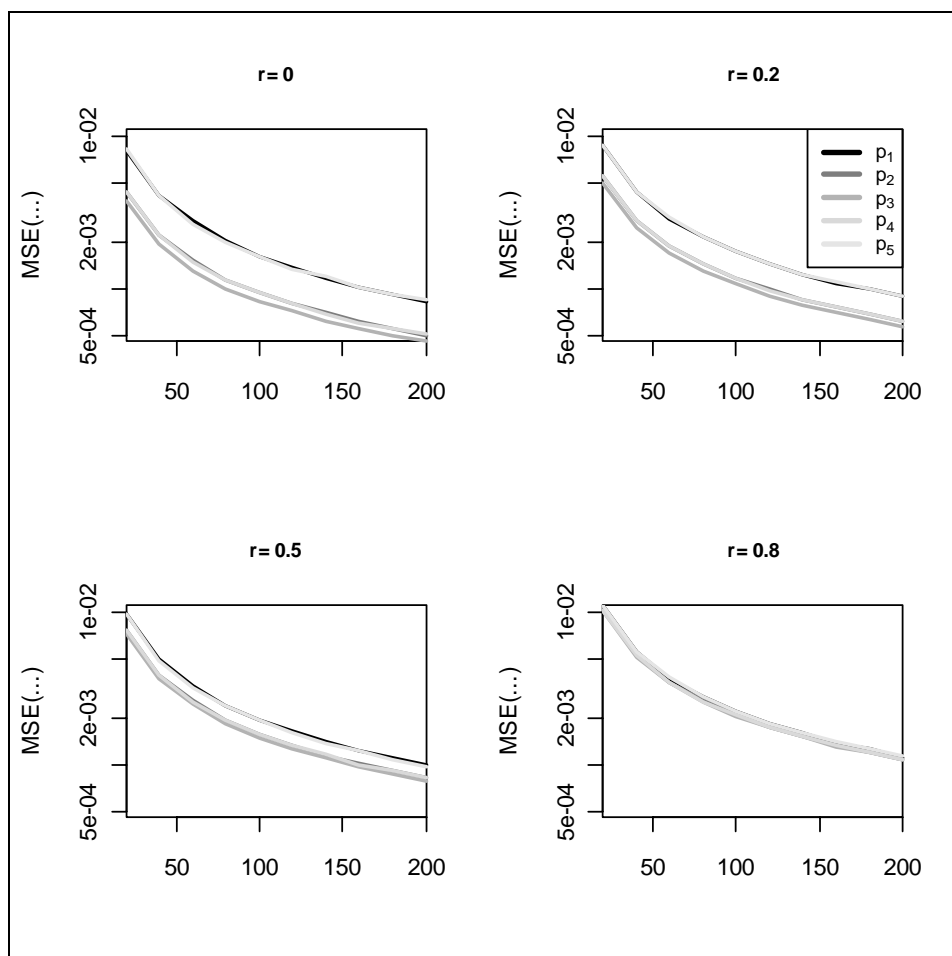 r = 0
MSE(...)
1e-02
2e-03
5e-04
50 100 150 200
r = 0.2
MSE(...)
1e-02
2e-03
5e-04
p1
p2
p3
p4
p5
50 100 150 200
r = 0.5
MSE(...)
1e-02
2e-03
5e-04
50 100 150 200
r = 0.8
MSE(...)
1e-02
2e-03
5e-04
50 100 150 200